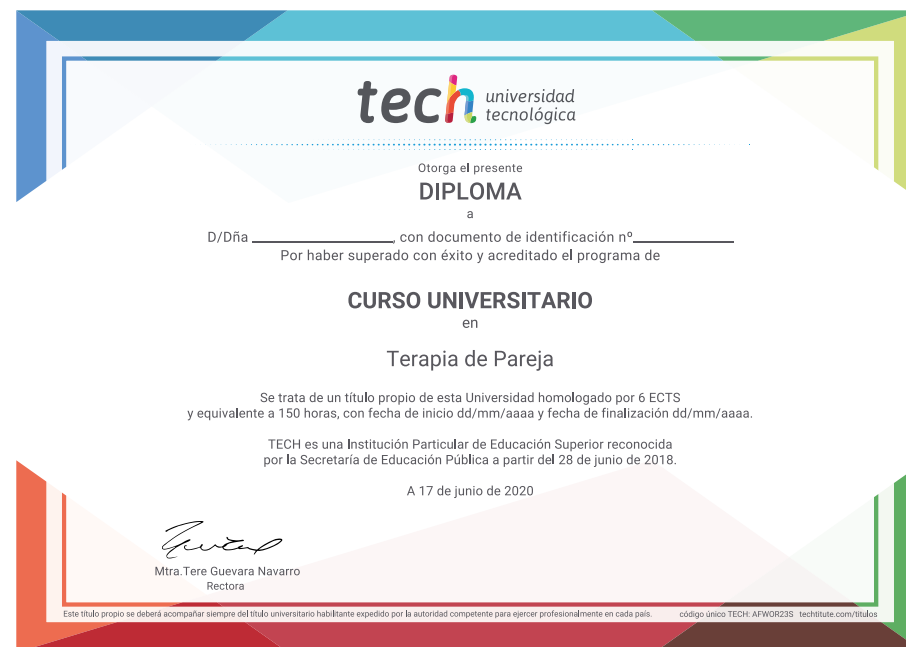 tech universidad
tecnológica
Otorga el presente
DIPLOMA
a
D/Dña ____________________, con documento de identificación nº______________
Por haber superado con éxito y acreditado el programa de
CURSO UNIVERSITARIO
en
Terapia de Pareja
Se trata de un título propio de esta Universidad homologado por 6 ECTS
y equivalente a 150 horas, con fecha de inicio dd/mm/aaaa y fecha de finalización dd/mm/aaaa.
TECH es una Institución Particular de Educación Superior reconocida
por la Secretaría de Educación Pública a partir del 28 de junio de 2018.
A 17 de junio de 2020
Mtra.Tere Guevara Navarro
Rectora
Este título propio se deberá acompañar siempre del título universitario habilitante expedido por la autoridad competente para ejercer profesionalmente en cada país. código único TECH: AFWOR23S techtitute.com/títulos